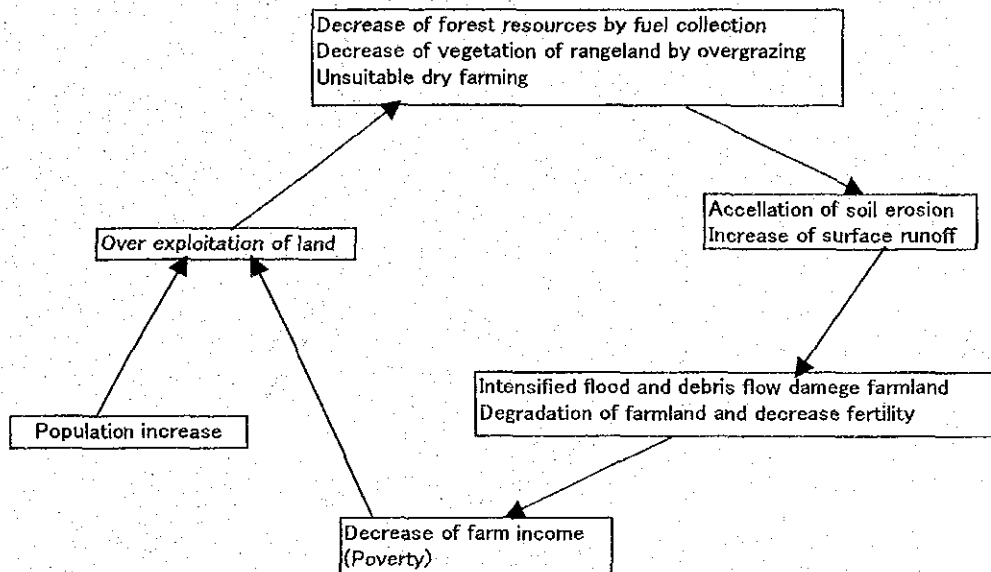 Decrease of forest resources by fuel collection
Decrease of vegetation of rangeland by overgrazing
Unsuitable dry farming
Accellation of soil erosion
Increase of surface runoff
Over exploitation of land
Intensified flood and debris flow damege farmland
Degradation of farmland and decrease fertility
Population increase
Decrease of farm income
(Poverty)